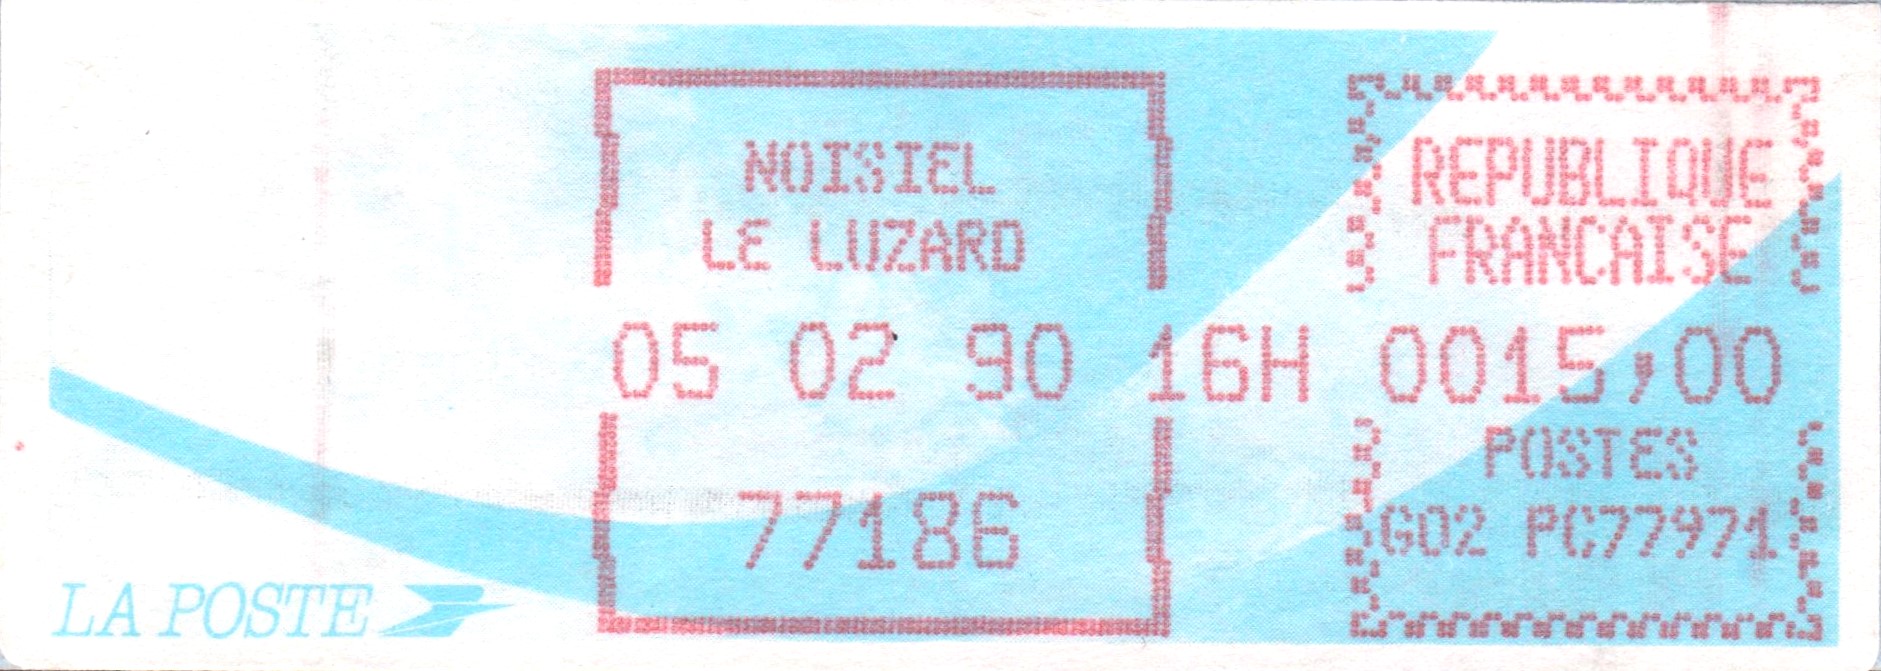 NOISIEL
LE LUZARD
05 02 90 16H
77186
REPUBLIQUE
FRANCAISE
0015,00
POSTES
G02 PC77971
LA POSTE